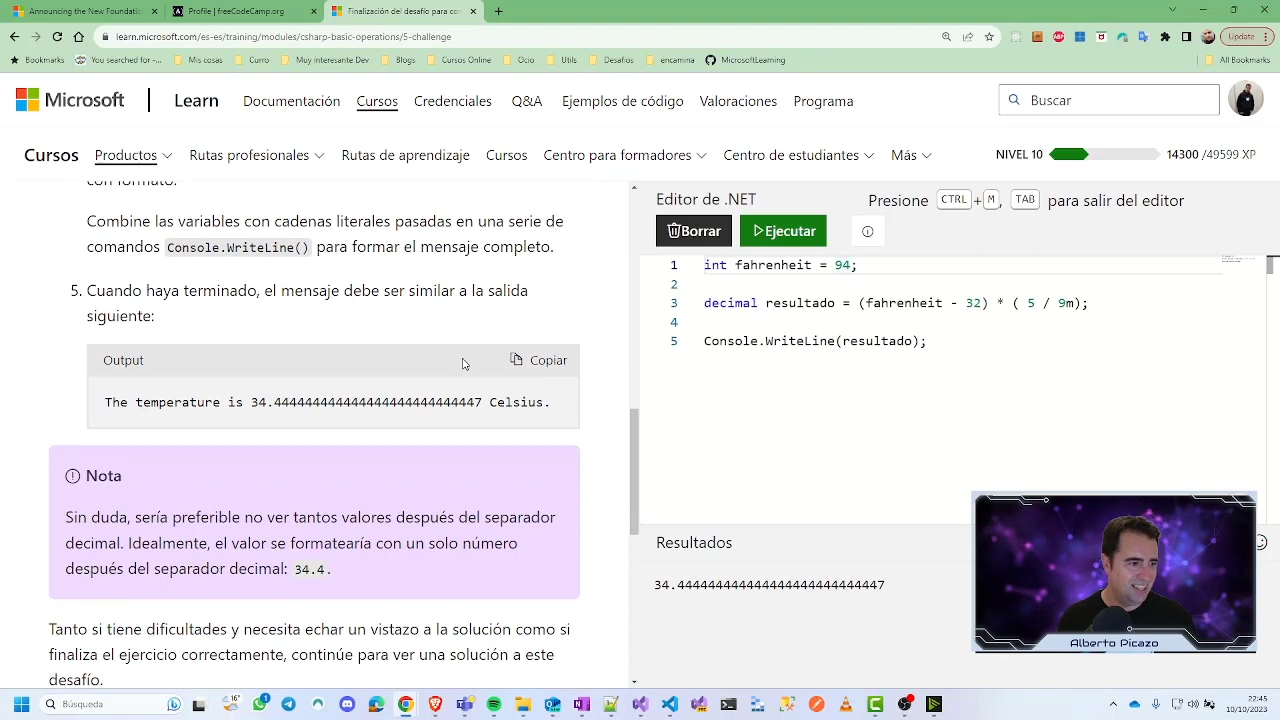 Announcing the New Foundatic
Profile | freeCodeCamp.org
Finalización del desafío para co
learn.microsoft.com/es-es/training/modules/csharp-basic-operations/5-challenge
Update
Bookmarks
You searched for -...
Mis cosas
Curro
Muy interesante Dev
Blogs
Cursos Online
Ocio
Utils
Desafios
encamina
MicrosoftLearning
All Bookmarks
Microsoft
Learn
Documentación
Cursos
Credenciales
Q&A
Ejemplos de código
Valoraciones
Programa
Buscar
Cursos
Productos
Rutas profesionales
Rutas de aprendizaje
Cursos
Centro para formadores
Centro de estudiantes
Más
NIVEL 10
14300 /49599 XP
con formato.
Combine las variables con cadenas literales pasadas en una serie de
comandos Console.WriteLine() para formar el mensaje completo.
5. Cuando haya terminado, el mensaje debe ser similar a la salida
siguiente:
Output
Copiar
The temperature is 34.444444444444444444444444447 Celsius.
Nota
Sin duda, sería preferible no ver tantos valores después del separador
decimal. Idealmente, el valor se formatearía con un solo número
después del separador decimal: 34.4.
Tanto si tiene dificultades y necesita echar un vistazo a la solución como si
finaliza el ejercicio correctamente, continúe para ver una solución a este
desafío.
Editor de .NET
Presione CTRL + M, TAB para salir del editor
Borrar
Ejecutar
1 int fahrenheit = 94;
2
3 decimal resultado = (fahrenheit - 32) * ( 5 / 9m);
4
5 Console.WriteLine(resultado);
Resultados
34.444444444444444444444444447
Alberto Picazo
Búsqueda
16°
22:45
10/10/2023